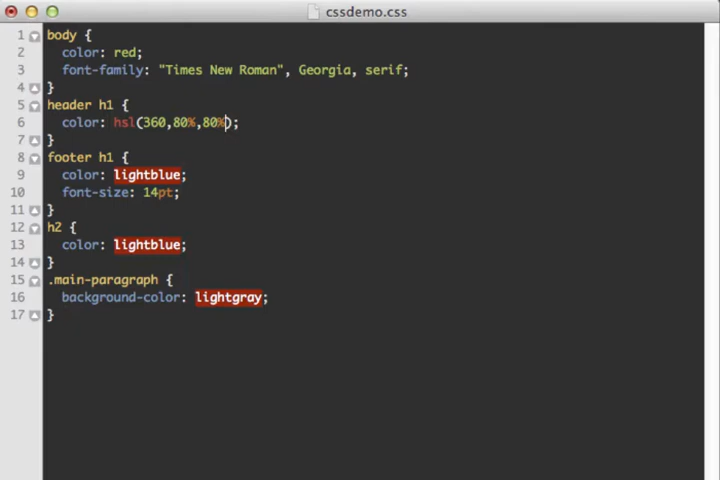 cssdemo.css
1 body {
2 color: red;
3 font-family: "Times New Roman", Georgia, serif;
4 }
5 header h1 {
6 color: hsl(360,80%,80%);
7 }
8 footer h1 {
9 color: lightblue;
10 font-size: 14pt;
11 }
12 h2 {
13 color: lightblue;
14 }
15 .main-paragraph {
16 background-color: lightgray;
17 }